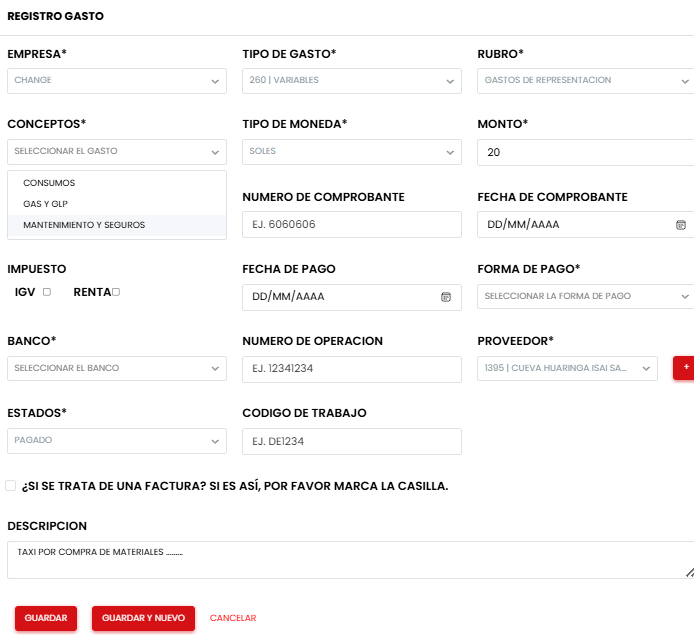 REGISTRO GASTO
EMPRESA* TIPO DE GASTO* RUBRO*
CHANGE 260 | VARIABLES GASTOS DE REPRESENTACION
CONCEPTOS* TIPO DE MONEDA* MONTO*
SELECCIONAR EL GASTO SOLES 20
CONSUMOS
GAS Y GLP
MANTENIMIENTO Y SEGUROS
NUMERO DE COMPROBANTE FECHA DE COMPROBANTE
EJ. 6060606 DD/MM/AAAA
IMPUESTO FECHA DE PAGO FORMA DE PAGO*
IGV RENTA DD/MM/AAAA SELECCIONAR LA FORMA DE PAGO
BANCO* NUMERO DE OPERACION PROVEEDOR*
SELECCIONAR EL BANCO EJ. 12341234 1395 | CUEVA HUARINGA ISAI SA... +
ESTADOS* CODIGO DE TRABAJO
PAGADO EJ. DE1234
¿SI SE TRATA DE UNA FACTURA? SI ES ASÍ, POR FAVOR MARCA LA CASILLA.
DESCRIPCION
TAXI POR COMPRA DE MATERIALES .........
GUARDAR GUARDAR Y NUEVO CANCELAR